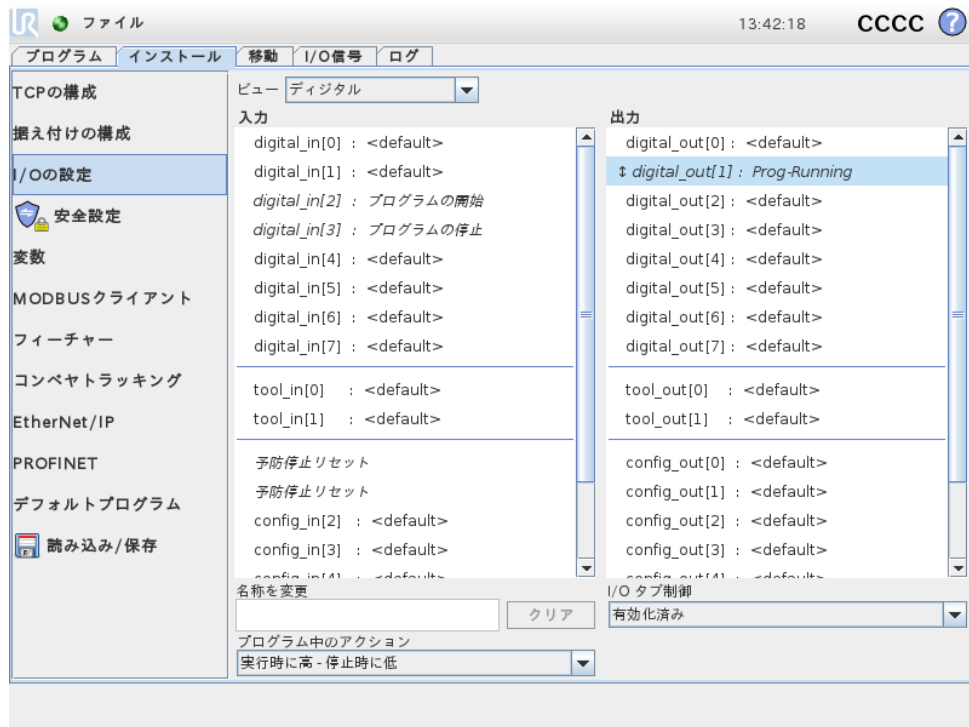 UR ファイル 13:42:18 CCCC ?
プログラム インストール 移動 I/O信号 ログ
TCPの構成
据え付けの構成
I/Oの設定
安全設定
変数
MODBUSクライアント
フィーチャー
コンベヤトラッキング
EtherNet/IP
PROFINET
デフォルトプログラム
読み込み/保存
ビュー ディジタル
入力
digital_in[0] : <default>
digital_in[1] : <default>
digital_in[2] : プログラムの開始
digital_in[3] : プログラムの停止
digital_in[4] : <default>
digital_in[5] : <default>
digital_in[6] : <default>
digital_in[7] : <default>
tool_in[0] : <default>
tool_in[1] : <default>
予防停止リセット
予防停止リセット
config_in[2] : <default>
config_in[3] : <default>
config_in[4] : <default>
名称を変更
クリア
プログラム中のアクション
実行時に高 - 停止時に低
出力
digital_out[0] : <default>
↕ digital_out[1] : Prog-Running
digital_out[2] : <default>
digital_out[3] : <default>
digital_out[4] : <default>
digital_out[5] : <default>
digital_out[6] : <default>
digital_out[7] : <default>
tool_out[0] : <default>
tool_out[1] : <default>
config_out[0] : <default>
config_out[1] : <default>
config_out[2] : <default>
config_out[3] : <default>
config_out[4] : <default>
I/O タブ制御
有効化済み